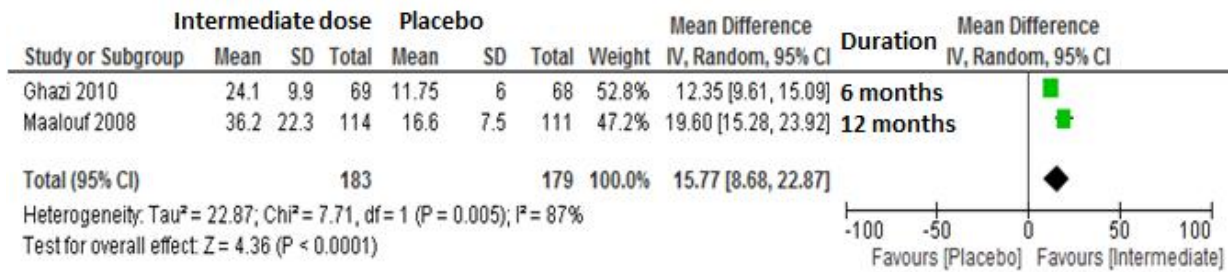 Intermediate dose Placebo Mean Difference Mean Difference
Study or Subgroup Mean SD Total Mean SD Total Weight IV, Random, 95% CI Duration IV, Random, 95% CI
Ghazi 2010 24.1 9.9 69 11.75 6 68 52.8% 12.35 [9.61, 15.09] 6 months
Maalouf 2008 36.2 22.3 114 16.6 7.5 111 47.2% 19.60 [15.28, 23.92] 12 months
Total (95% CI) 183 179 100.0% 15.77 [8.68, 22.87]
Heterogeneity: Tau² = 22.87; Chi² = 7.71, df = 1 (P = 0.005); I² = 87%
Test for overall effect: Z = 4.36 (P < 0.0001)
-100 -50 0 50 100
Favours [Placebo] Favours [Intermediate]